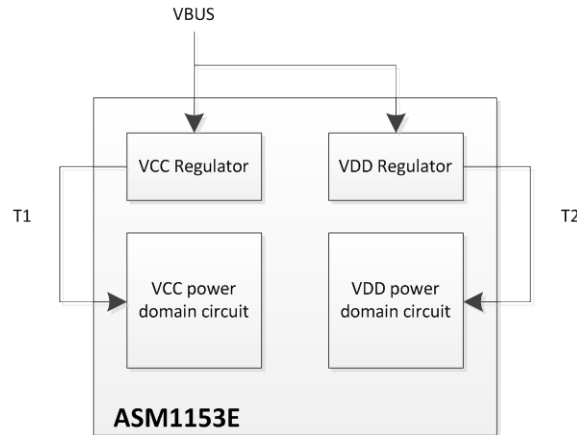 VBUS
VCC Regulator
VDD Regulator
T1
T2
VCC power
domain circuit
VDD power
domain circuit
ASM1153E